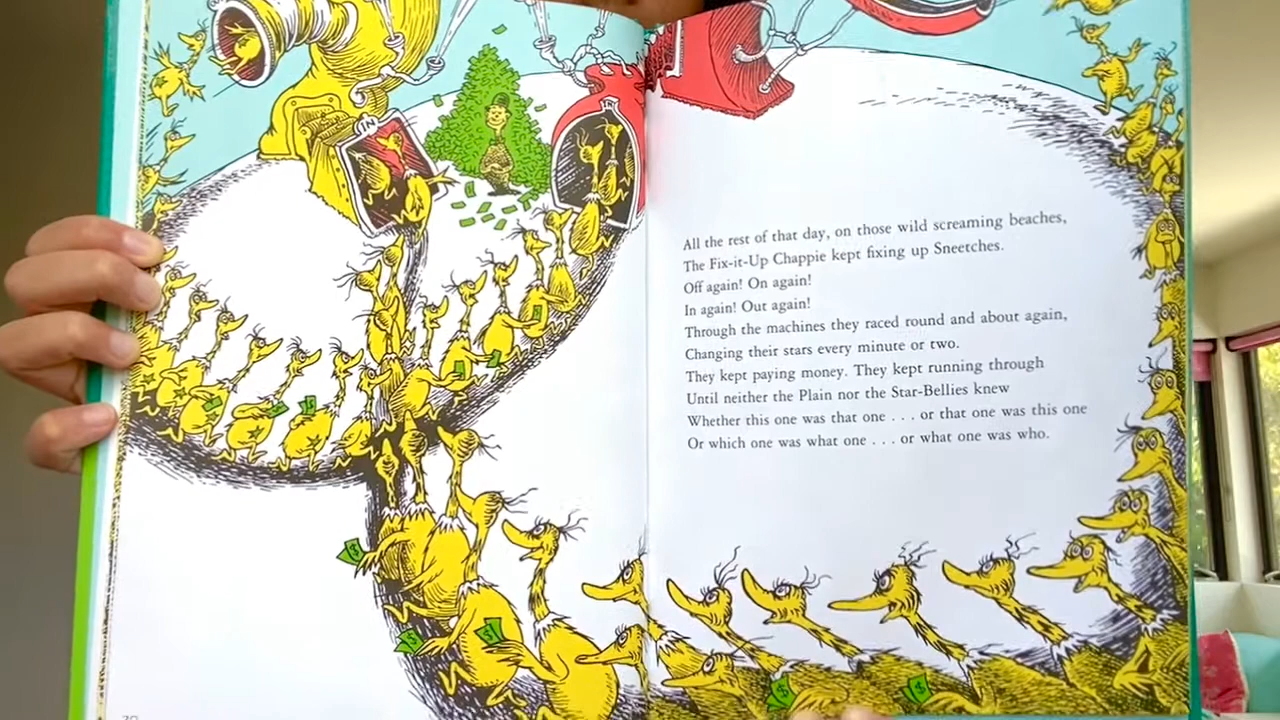 IN
IN
All the rest of that day, on those wild screaming beaches,
The Fix-it-Up Chappie kept fixing up Sneetches.
Off again! On again!
In again! Out again!
Through the machines they raced round and about again,
Changing their stars every minute or two.
They kept paying money. They kept running through
Until neither the Plain nor the Star-Bellies knew
Whether this one was that one . . . or that one was this one
Or which one was what one . . . or what one was who.